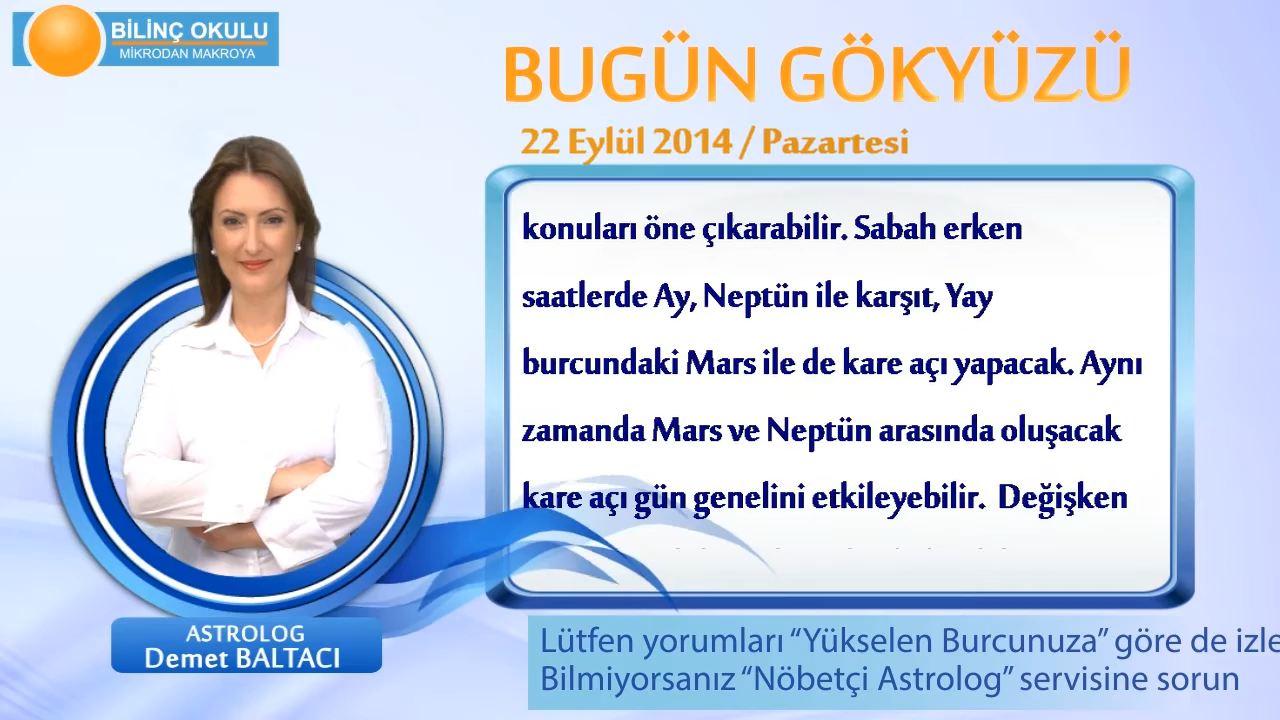 BİLİNÇ OKULU
MİKRODAN MAKROYA
BUGÜN GÖKYÜZÜ
22 Eylül 2014 / Pazartesi
konuları öne çıkarabilir. Sabah erken
saatlerde Ay, Neptün ile karşıt, Yay
burcundaki Mars ile de kare açı yapacak. Aynı
zamanda Mars ve Neptün arasında oluşacak
kare açı gün genelini etkileyebilir. Değişken
ASTROLOG
Demet BALTACI
Lütfen yorumları “Yükselen Burcunuza” göre de izle
Bilmiyorsanız “Nöbetçi Astrolog” servisine sorun